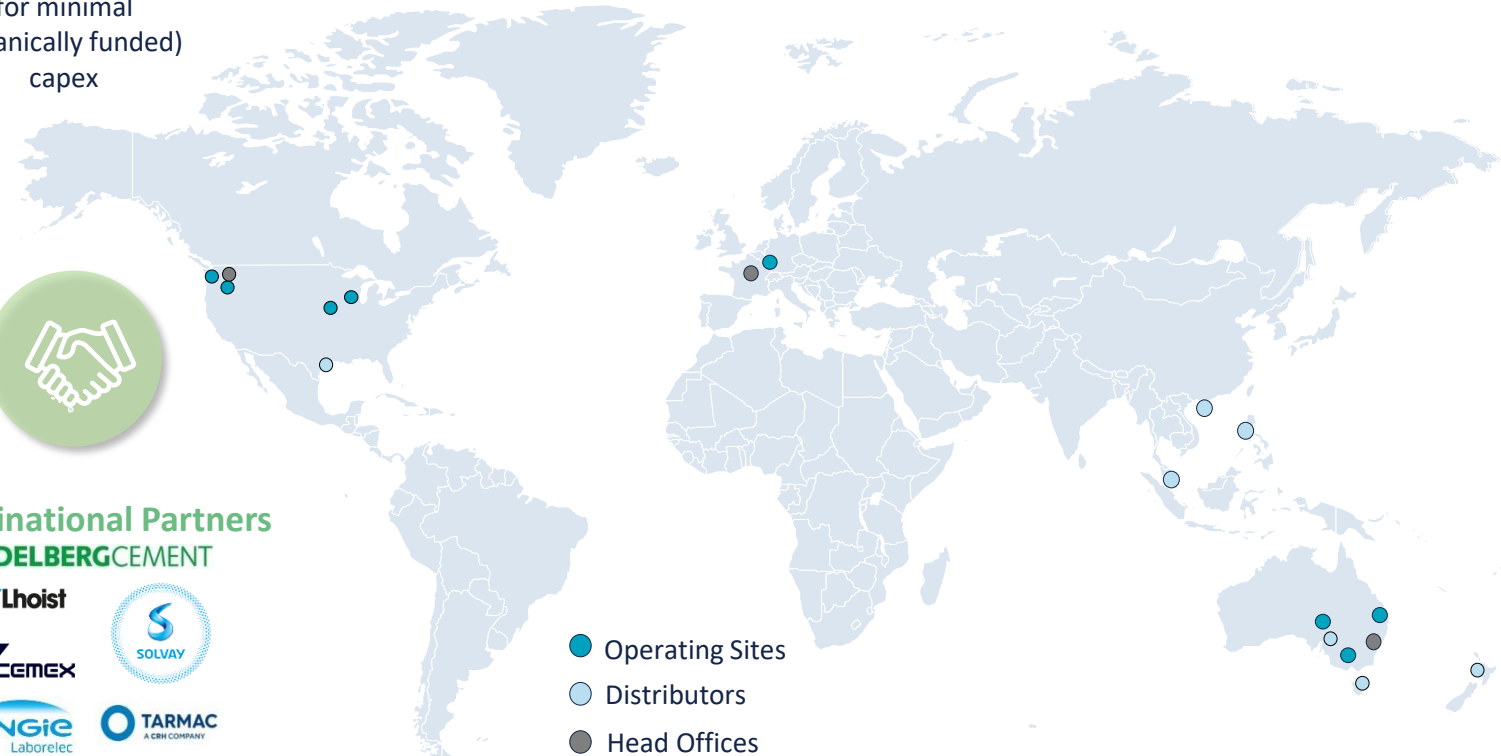 for minimal
anically funded)
capex
inational Partners
DELBERGCEMENT
Lhoist
SOLVAY
CEMEX
NGiE
Laborelec
TARMAC
A CRH COMPANY
Operating Sites
Distributors
Head Offices